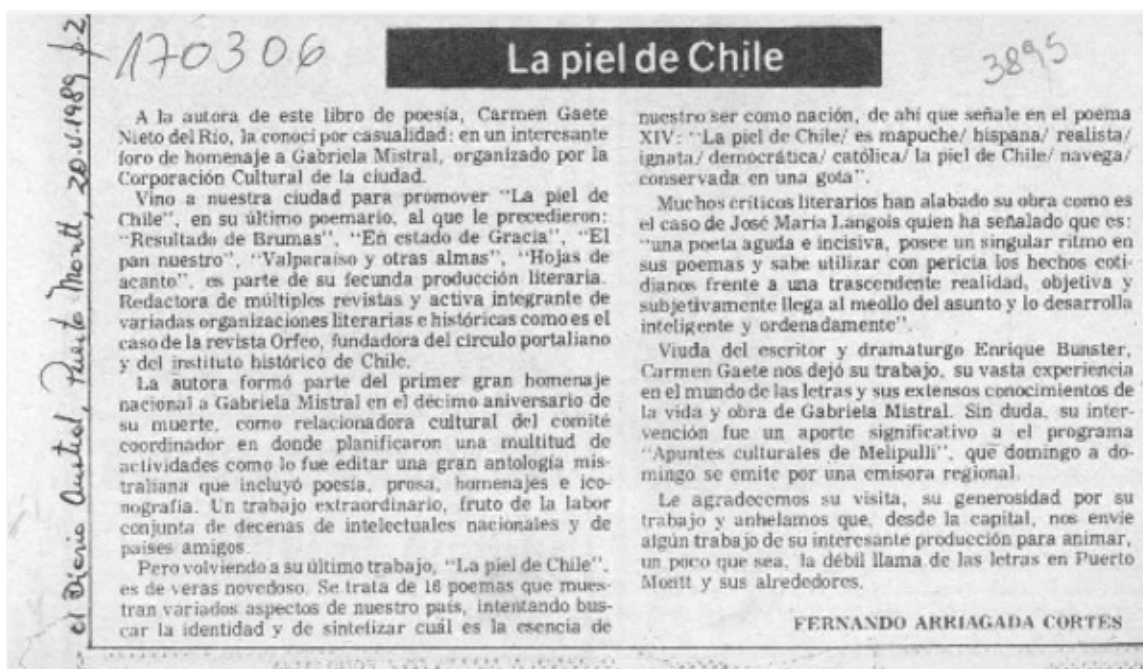 170306
La piel de Chile
3895
el Diario Austral, Puerto Montt, 20.V.1989 p.2
A la autora de este libro de poesía, Carmen Gaete
Nieto del Río, la conocí por casualidad: en un interesante
foro de homenaje a Gabriela Mistral, organizado por la
Corporación Cultural de la ciudad.
Vino a nuestra ciudad para promover "La piel de
Chile", en su último poemario, al que le precedieron:
"Resultado de Brumas", "En estado de Gracia", "El
pan nuestro", "Valparaíso y otras almas", "Hojas de
acanto", es parte de su fecunda producción literaria.
Redactora de múltiples revistas y activa integrante de
variadas organizaciones literarias e históricas como es el
caso de la revista Orfeo, fundadora del círculo portaliano
y del instituto histórico de Chile.
La autora formó parte del primer gran homenaje
nacional a Gabriela Mistral en el décimo aniversario de
su muerte, como relacionadora cultural del comité
coordinador en donde planificaron una multitud de
actividades como lo fue editar una gran antología mis-
traliana que incluyó poesía, prosa, homenajes e ico-
nografía. Un trabajo extraordinario, fruto de la labor
conjunta de decenas de intelectuales nacionales y de
países amigos.
Pero volviendo a su último trabajo, "La piel de Chile",
es de veras novedoso. Se trata de 16 poemas que mues-
tran variados aspectos de nuestro país, intentando bus-
car la identidad y de sintetizar cuál es la esencia de
nuestro ser como nación, de ahí que señale en el poema
XIV: "La piel de Chile/ es mapuche/ hispana/ realista/
ignata/ democrática/ católica/ la piel de Chile/ navega/
conservada en una gota".
Muchos críticos literarios han alabado su obra como es
el caso de José María Langois quien ha señalado que es:
"una poeta aguda e incisiva, posee un singular ritmo en
sus poemas y sabe utilizar con pericia los hechos coti-
dianos frente a una trascendente realidad, objetiva y
subjetivamente llega al meollo del asunto y lo desarrolla
inteligente y ordenadamente".
Viuda del escritor y dramaturgo Enrique Bunster,
Carmen Gaete nos dejó su trabajo, su vasta experiencia
en el mundo de las letras y sus extensos conocimientos de
la vida y obra de Gabriela Mistral. Sin duda, su inter-
vención fue un aporte significativo a el programa
"Apuntes culturales de Melipulli", que domingo a do-
mingo se emite por una emisora regional.
Le agradecemos su visita, su generosidad por su
trabajo y anhelamos que, desde la capital, nos envíe
algún trabajo de su interesante producción para animar,
un poco que sea, la débil llama de las letras en Puerto
Montt y sus alrededores.
FERNANDO ARRIAGADA CORTES